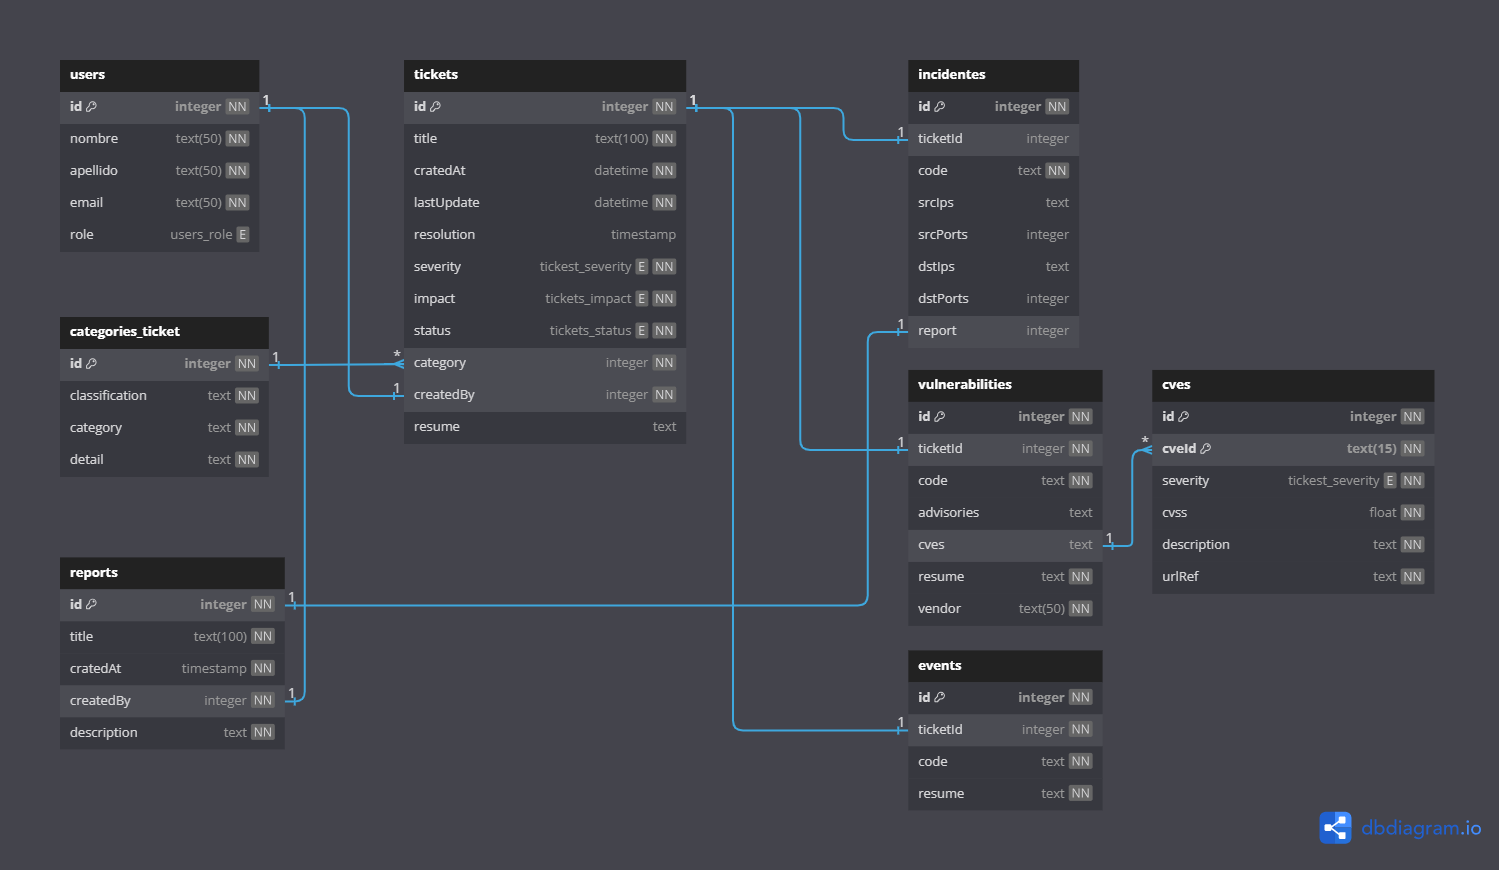 users
id integer NN
nombre text(50) NN
apellido text(50) NN
email text(50) NN
role users_role E
1
categories_ticket
id integer NN
classification text NN
category text NN
detail text NN
1
reports
id integer NN
title text(100) NN
cratedAt timestamp NN
createdBy integer NN
description text NN
1
1
tickets
id integer NN
title text(100) NN
cratedAt datetime NN
lastUpdate datetime NN
resolution timestamp
severity tickest_severity E NN
impact tickets_impact E NN
status tickets_status E NN
category integer NN
createdBy integer NN
resume text
1
*
1
incidentes
id integer NN
ticketId integer
code text NN
srcIps text
srcPorts integer
dstIps text
dstPorts integer
report integer
1
1
vulnerabilities
id integer NN
ticketId integer NN
code text NN
advisories text
cves text
resume text NN
vendor text(50) NN
1
1
cves
id integer NN
cveId text(15) NN
severity tickest_severity E NN
cvss float NN
description text NN
urlRef text NN
*
events
id integer NN
ticketId integer NN
code text NN
resume text NN
1
dbdiagram.io